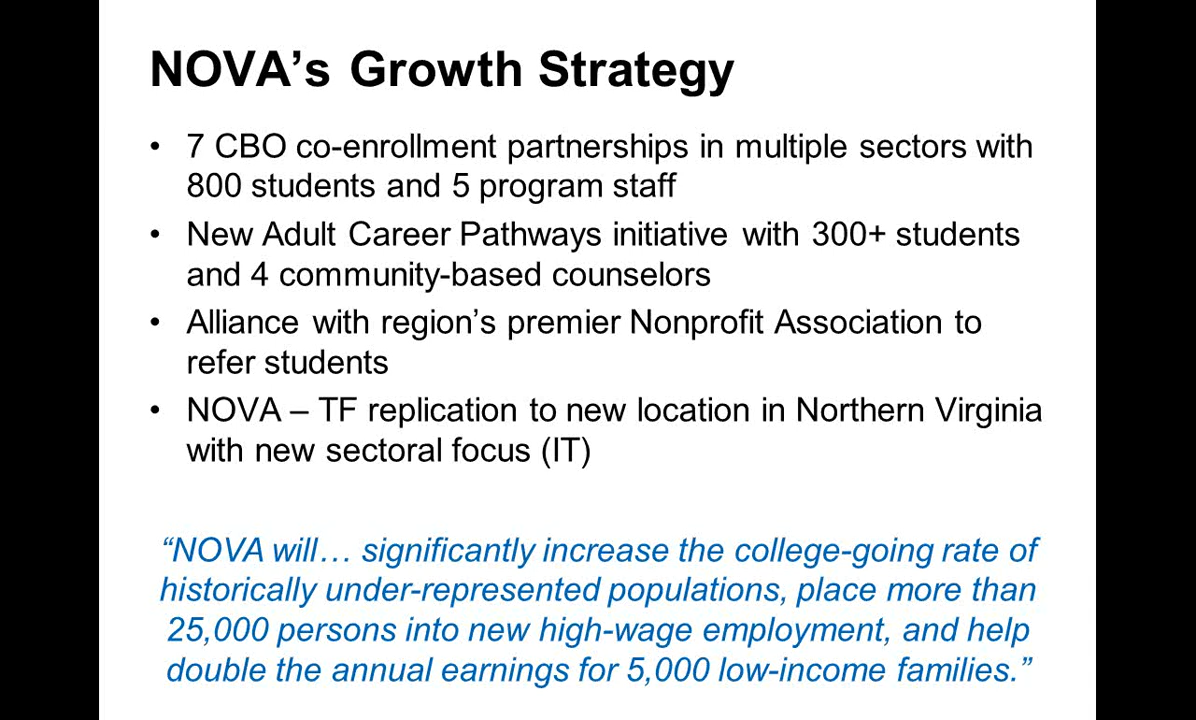 NOVA’s Growth Strategy
• 7 CBO co-enrollment partnerships in multiple sectors with
800 students and 5 program staff
• New Adult Career Pathways initiative with 300+ students
and 4 community-based counselors
• Alliance with region’s premier Nonprofit Association to
refer students
• NOVA – TF replication to new location in Northern Virginia
with new sectoral focus (IT)
“NOVA will… significantly increase the college-going rate of
historically under-represented populations, place more than
25,000 persons into new high-wage employment, and help
double the annual earnings for 5,000 low-income families.”